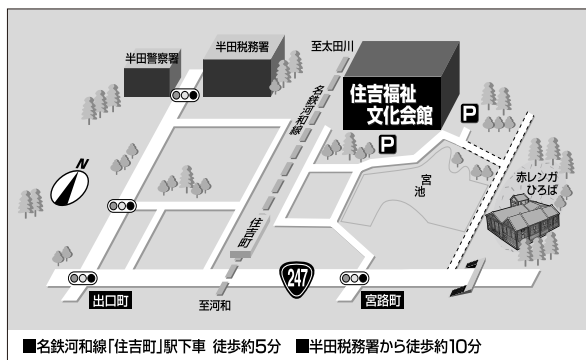 半田警察署
半田税務署
至太田川
名鉄河和線
住吉福祉
文化会館
P
P
N
宮池
赤レンガ
ひろば
住吉町
247
出口町
宮路町
至河和
■名鉄河和線「住吉町」駅下車 徒歩約5分 ■半田税務署から徒歩約10分